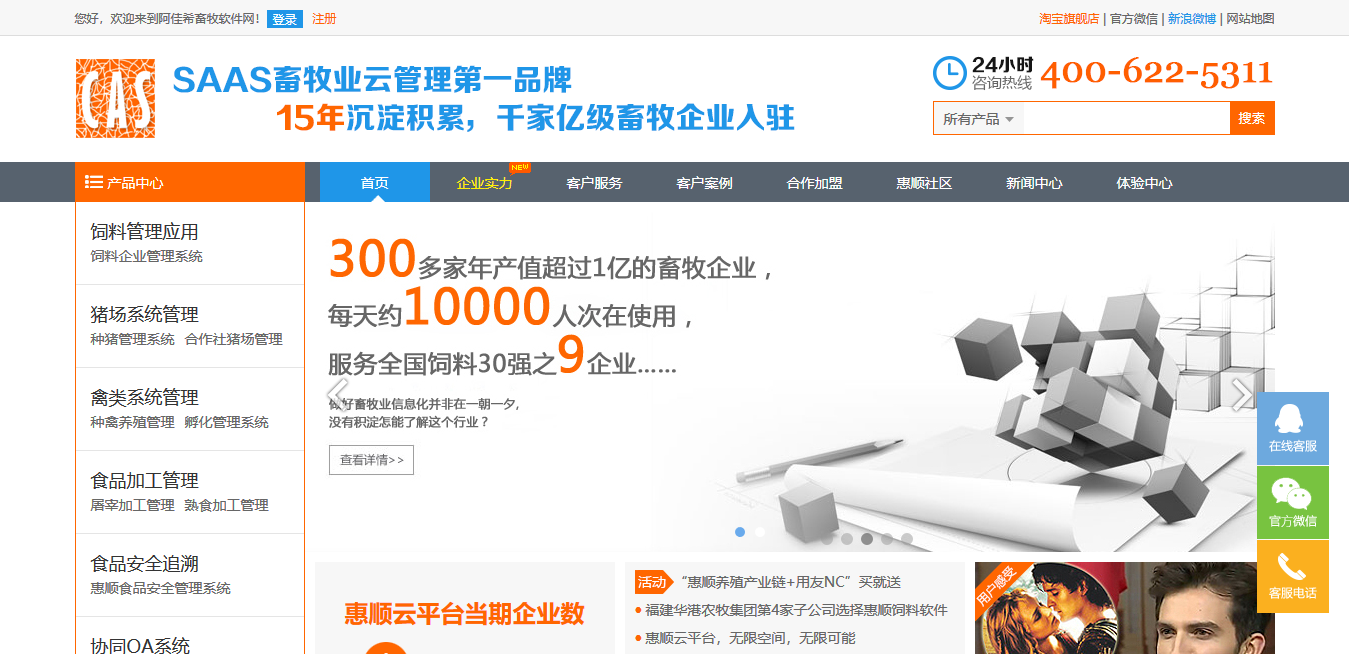 您好，欢迎来到阿佳希畜牧软件网！ 登录 注册
淘宝旗舰店 | 官方微信 | 新浪微博 | 网站地图
CAS
SAAS畜牧业云管理第一品牌
15年沉淀积累，千家亿级畜牧企业入驻
24小时
咨询热线
400-622-5311
所有产品
搜索
产品中心
首页
企业实力
NEW
客户服务
客户案例
合作加盟
惠顺社区
新闻中心
体验中心
饲料管理应用
饲料企业管理系统
猪场系统管理
种猪管理系统 合作社猪场管理
禽类系统管理
种禽养殖管理 孵化管理系统
食品加工管理
屠宰加工管理 熟食加工管理
食品安全追溯
惠顺食品安全管理系统
协同OA系统
300多家年产值超过1亿的畜牧企业，
每天约10000人次在使用，
服务全国饲料30强之9企业......
做好畜牧业信息化并非在一朝一夕，
没有积淀怎能了解这个行业？
查看详情>>
在线客服
官方微信
客服电话
惠顺云平台当期企业数
活动 “惠顺养殖产业链+用友NC”买就送
福建华港农牧集团第4家子公司选择惠顺饲料软件
惠顺云平台，无限空间，无限可能
用户感受